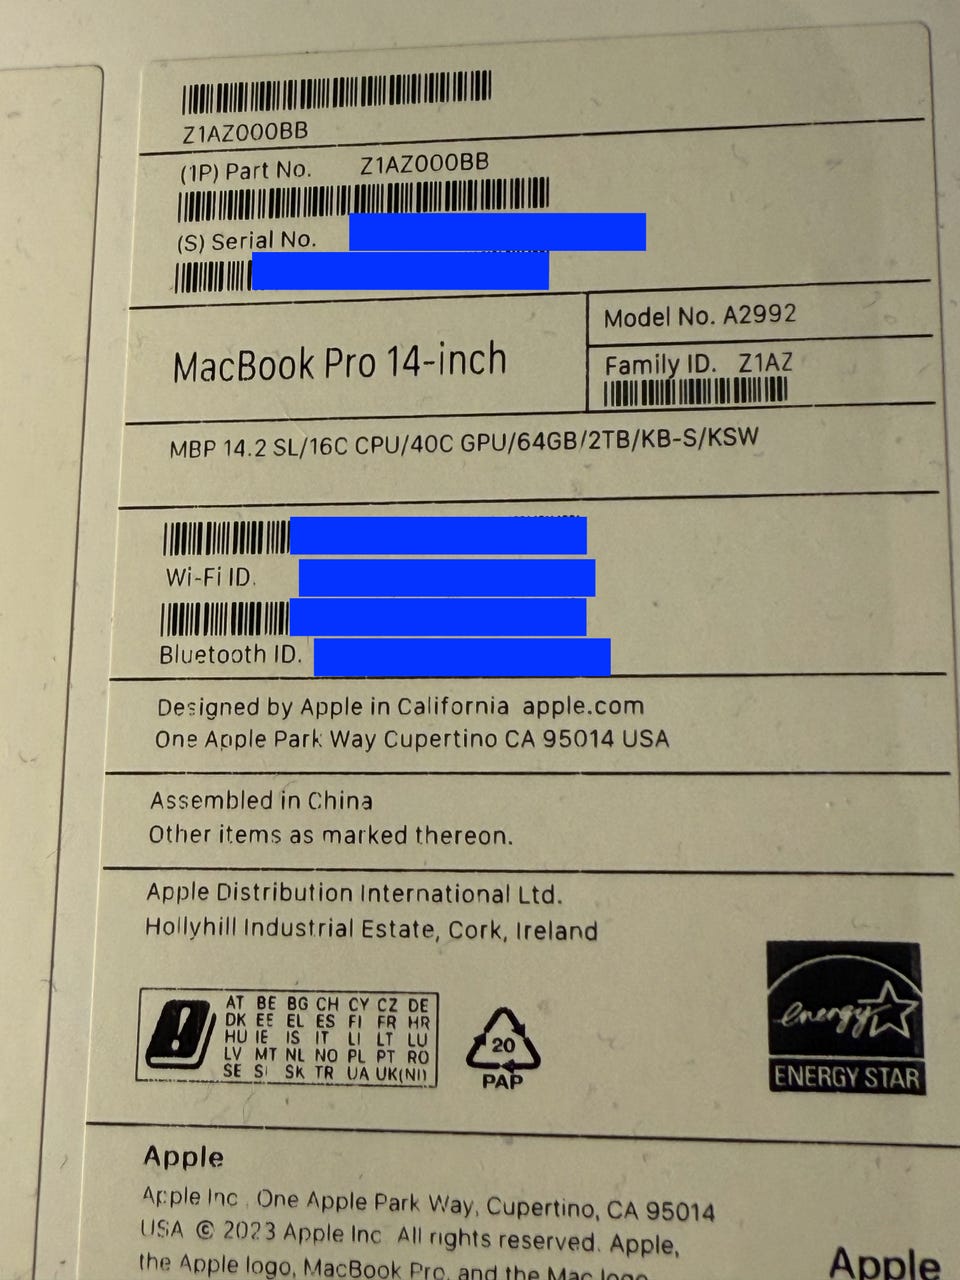 Z1AZ000BB
(1P) Part No. Z1AZ000BB
(S) Serial No.
MacBook Pro 14-inch
Model No. A2992
Family ID. Z1AZ
MBP 14.2 SL/16C CPU/40C GPU/64GB/2TB/KB-S/KSW
Wi-Fi ID.
Bluetooth ID.
Designed by Apple in California apple.com
One Apple Park Way Cupertino CA 95014 USA
Assembled in China
Other items as marked thereon.
Apple Distribution International Ltd.
Hollyhill Industrial Estate, Cork, Ireland
AT BE BG CH CY CZ DE
DK EE EL ES FI FR HR
HU IE IS IT LI LT LU
LV MT NL NO PL PT RO
SE SI SK TR UA UK(NI)
20
PAP
energy
ENERGY STAR
Apple
Apple Inc. One Apple Park Way, Cupertino, CA 95014
USA © 2023 Apple Inc. All rights reserved. Apple,
the Apple logo, MacBook Pro, and the Mac logo
Apple